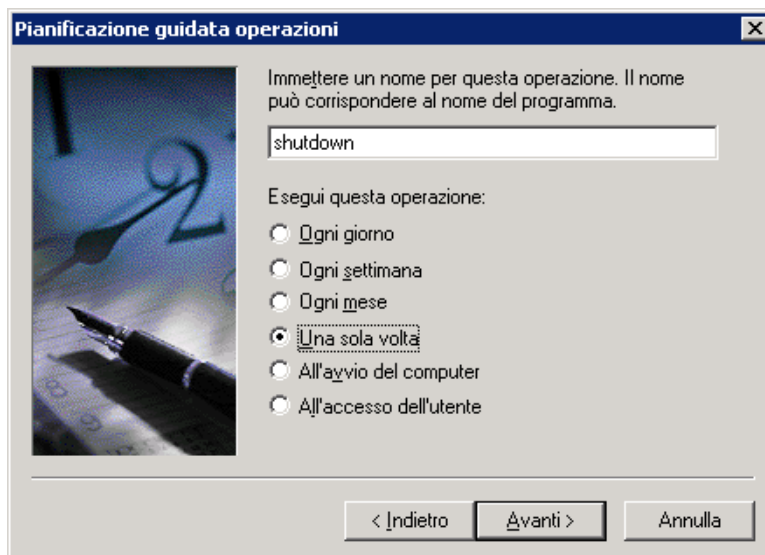 Pianificazione guidata operazioni
Immettere un nome per questa operazione. Il nome
può corrispondere al nome del programma.
shutdown
Esegui questa operazione:
Ogni giorno
Ogni settimana
Ogni mese
Una sola volta
All'avvio del computer
All'accesso dell'utente
< Indietro
Avanti >
Annulla